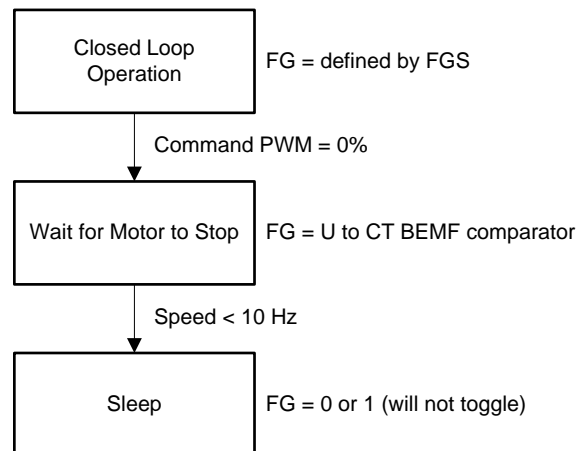 Closed Loop
Operation
FG = defined by FGS
Command PWM = 0%
Wait for Motor to Stop
FG = U to CT BEMF comparator
Speed < 10 Hz
Sleep
FG = 0 or 1 (will not toggle)